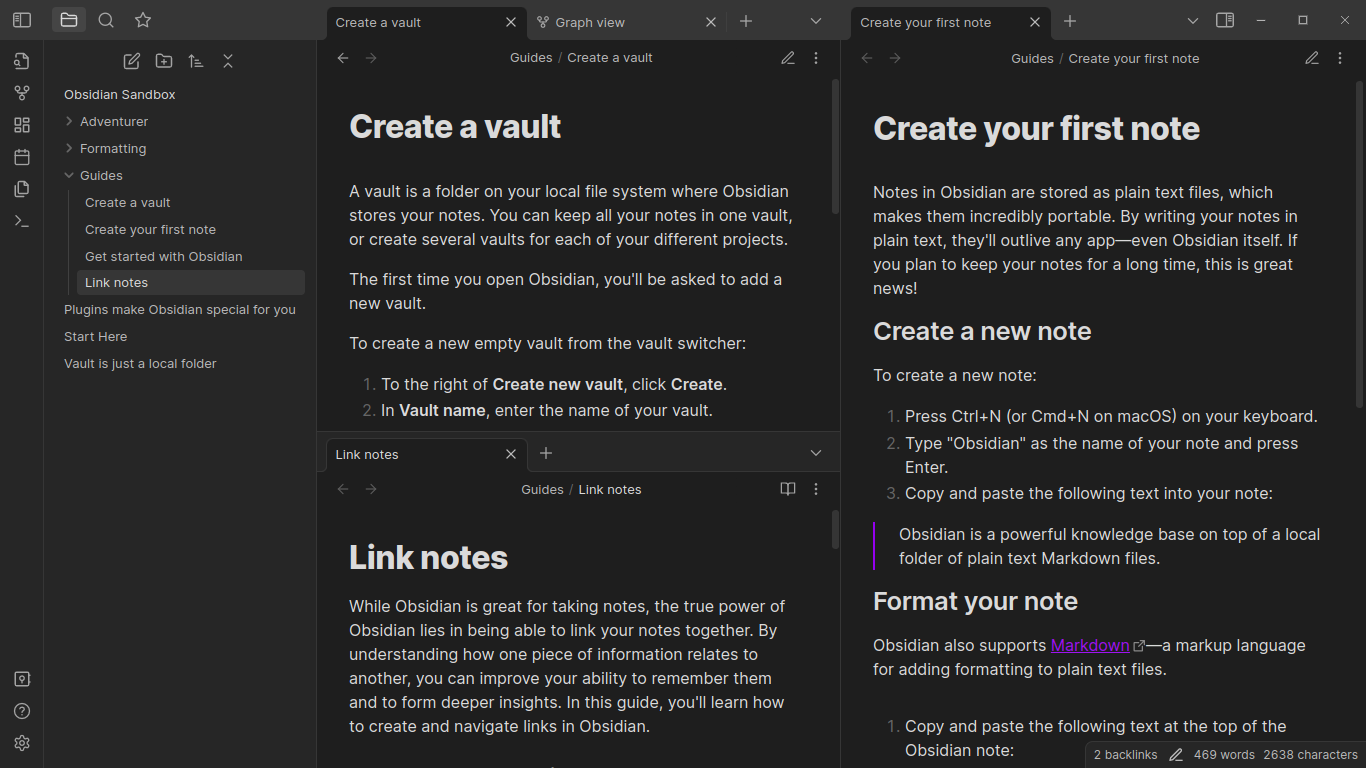 Create a vault
Graph view
Create your first note
Obsidian Sandbox
Adventurer
Formatting
Guides
Create a vault
Create your first note
Get started with Obsidian
Link notes
Plugins make Obsidian special for you
Start Here
Vault is just a local folder
Guides / Create a vault
Create a vault
A vault is a folder on your local file system where Obsidian
stores your notes. You can keep all your notes in one vault,
or create several vaults for each of your different projects.
The first time you open Obsidian, you'll be asked to add a
new vault.
To create a new empty vault from the vault switcher:
1. To the right of Create new vault, click Create.
2. In Vault name, enter the name of your vault.
Link notes
Guides / Link notes
Link notes
While Obsidian is great for taking notes, the true power of
Obsidian lies in being able to link your notes together. By
understanding how one piece of information relates to
another, you can improve your ability to remember them
and to form deeper insights. In this guide, you'll learn how
to create and navigate links in Obsidian.
Guides / Create your first note
Create your first note
Notes in Obsidian are stored as plain text files, which
makes them incredibly portable. By writing your notes in
plain text, they'll outlive any app—even Obsidian itself. If
you plan to keep your notes for a long time, this is great
news!
Create a new note
To create a new note:
1. Press Ctrl+N (or Cmd+N on macOS) on your keyboard.
2. Type "Obsidian" as the name of your note and press
Enter.
3. Copy and paste the following text into your note:
Obsidian is a powerful knowledge base on top of a local
folder of plain text Markdown files.
Format your note
Obsidian also supports Markdown—a markup language
for adding formatting to plain text files.
1. Copy and paste the following text at the top of the
Obsidian note:
2 backlinks 469 words 2638 characters